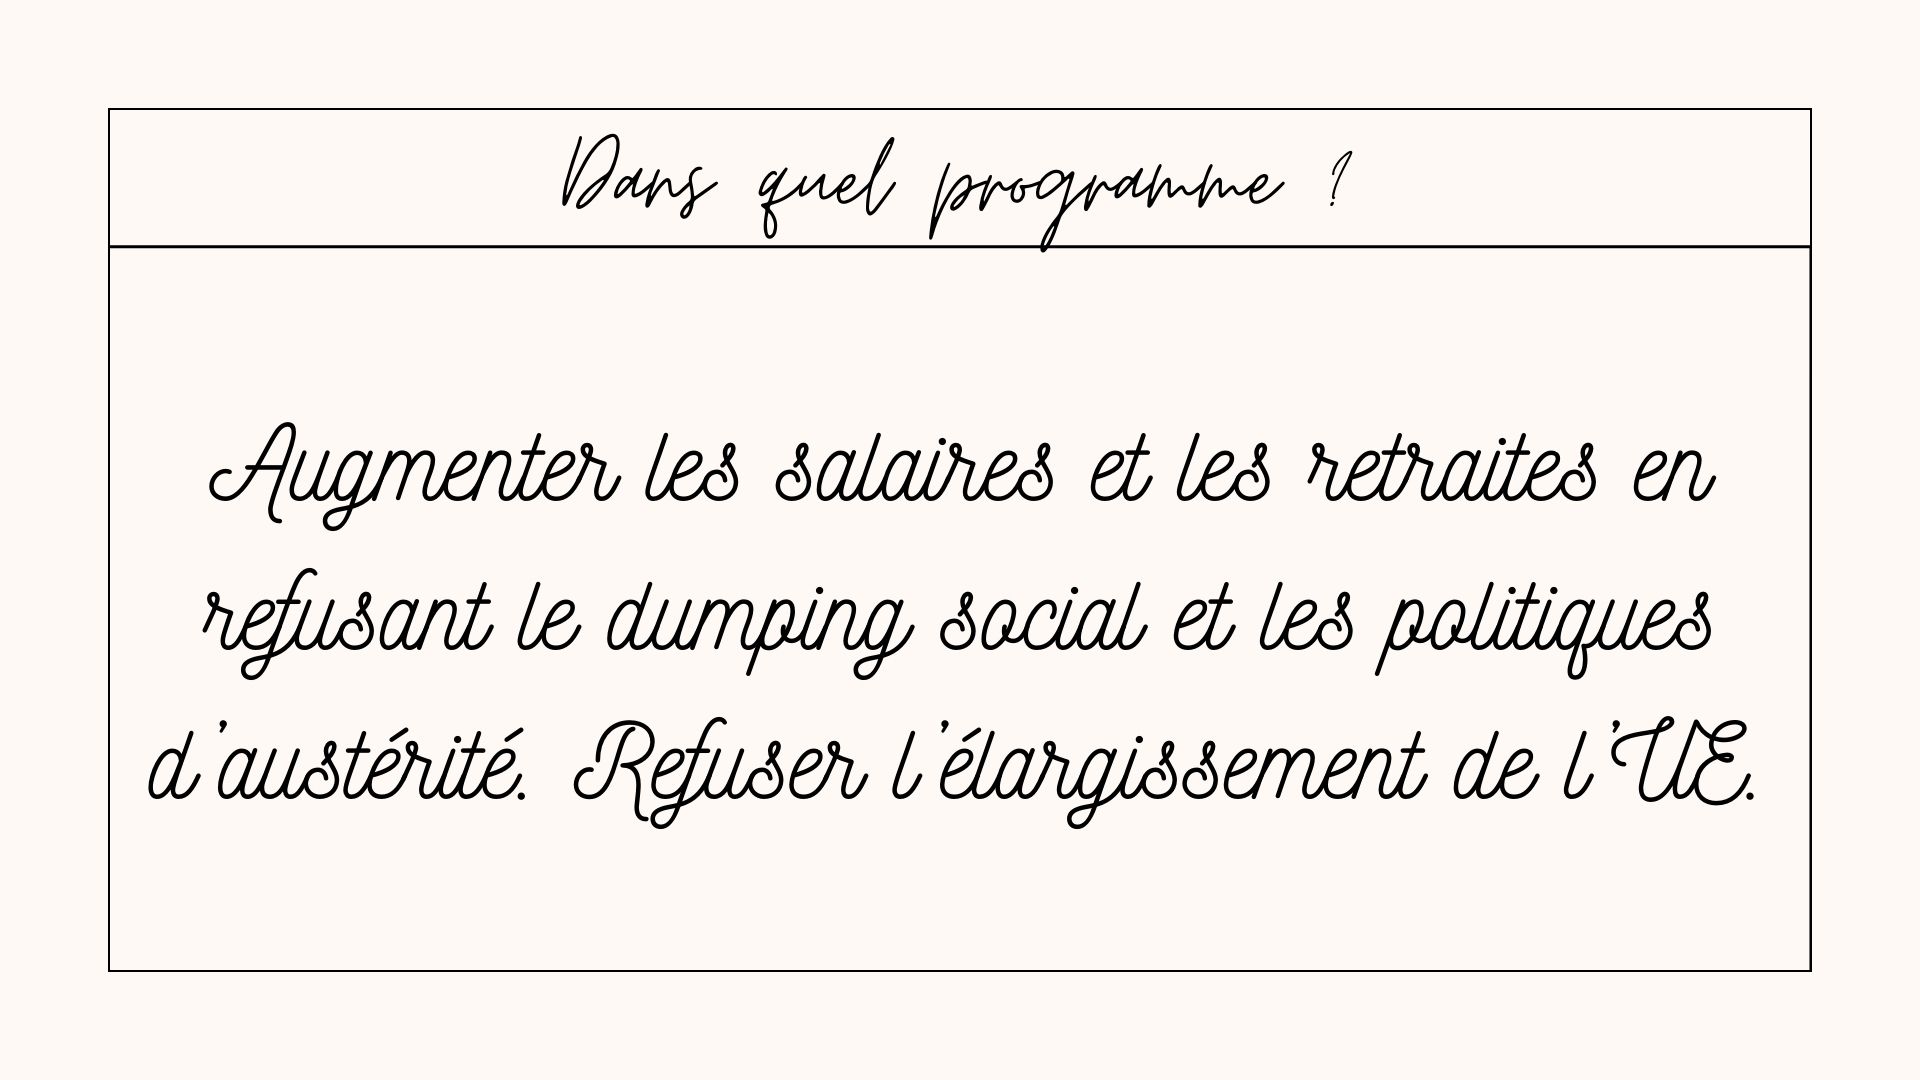 Dans quel programme ?
Augmenter les salaires et les retraites en
refusant le dumping social et les politiques
d'austérité. Refuser l'élargissement de l'UE.